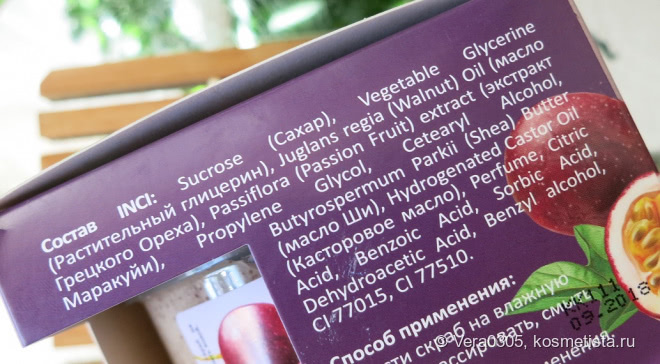 Состав INCI: Sucrose (Сахар), Vegetable Glycerine
(Растительный глицерин), Juglans regia (Walnut) Oil (масло
Грецкого Ореха), Passiflora (Passion Fruit) extract (экстракт
Маракуйи), Propylene Glycol, Cetearyl Alcohol,
Butyrospermum Parkii (Shea) Butter
(масло Ши), Hydrogenated Castor Oil
(Касторовое масло), Perfume, Citric
Acid, Benzoic Acid, Sorbic Acid,
Dehydroacetic Acid, Benzyl alcohol,
CI 77015, CI 77510.
Способ применения:
скраб на влажную
09-2018
© Vera0305, kosmetista.ru